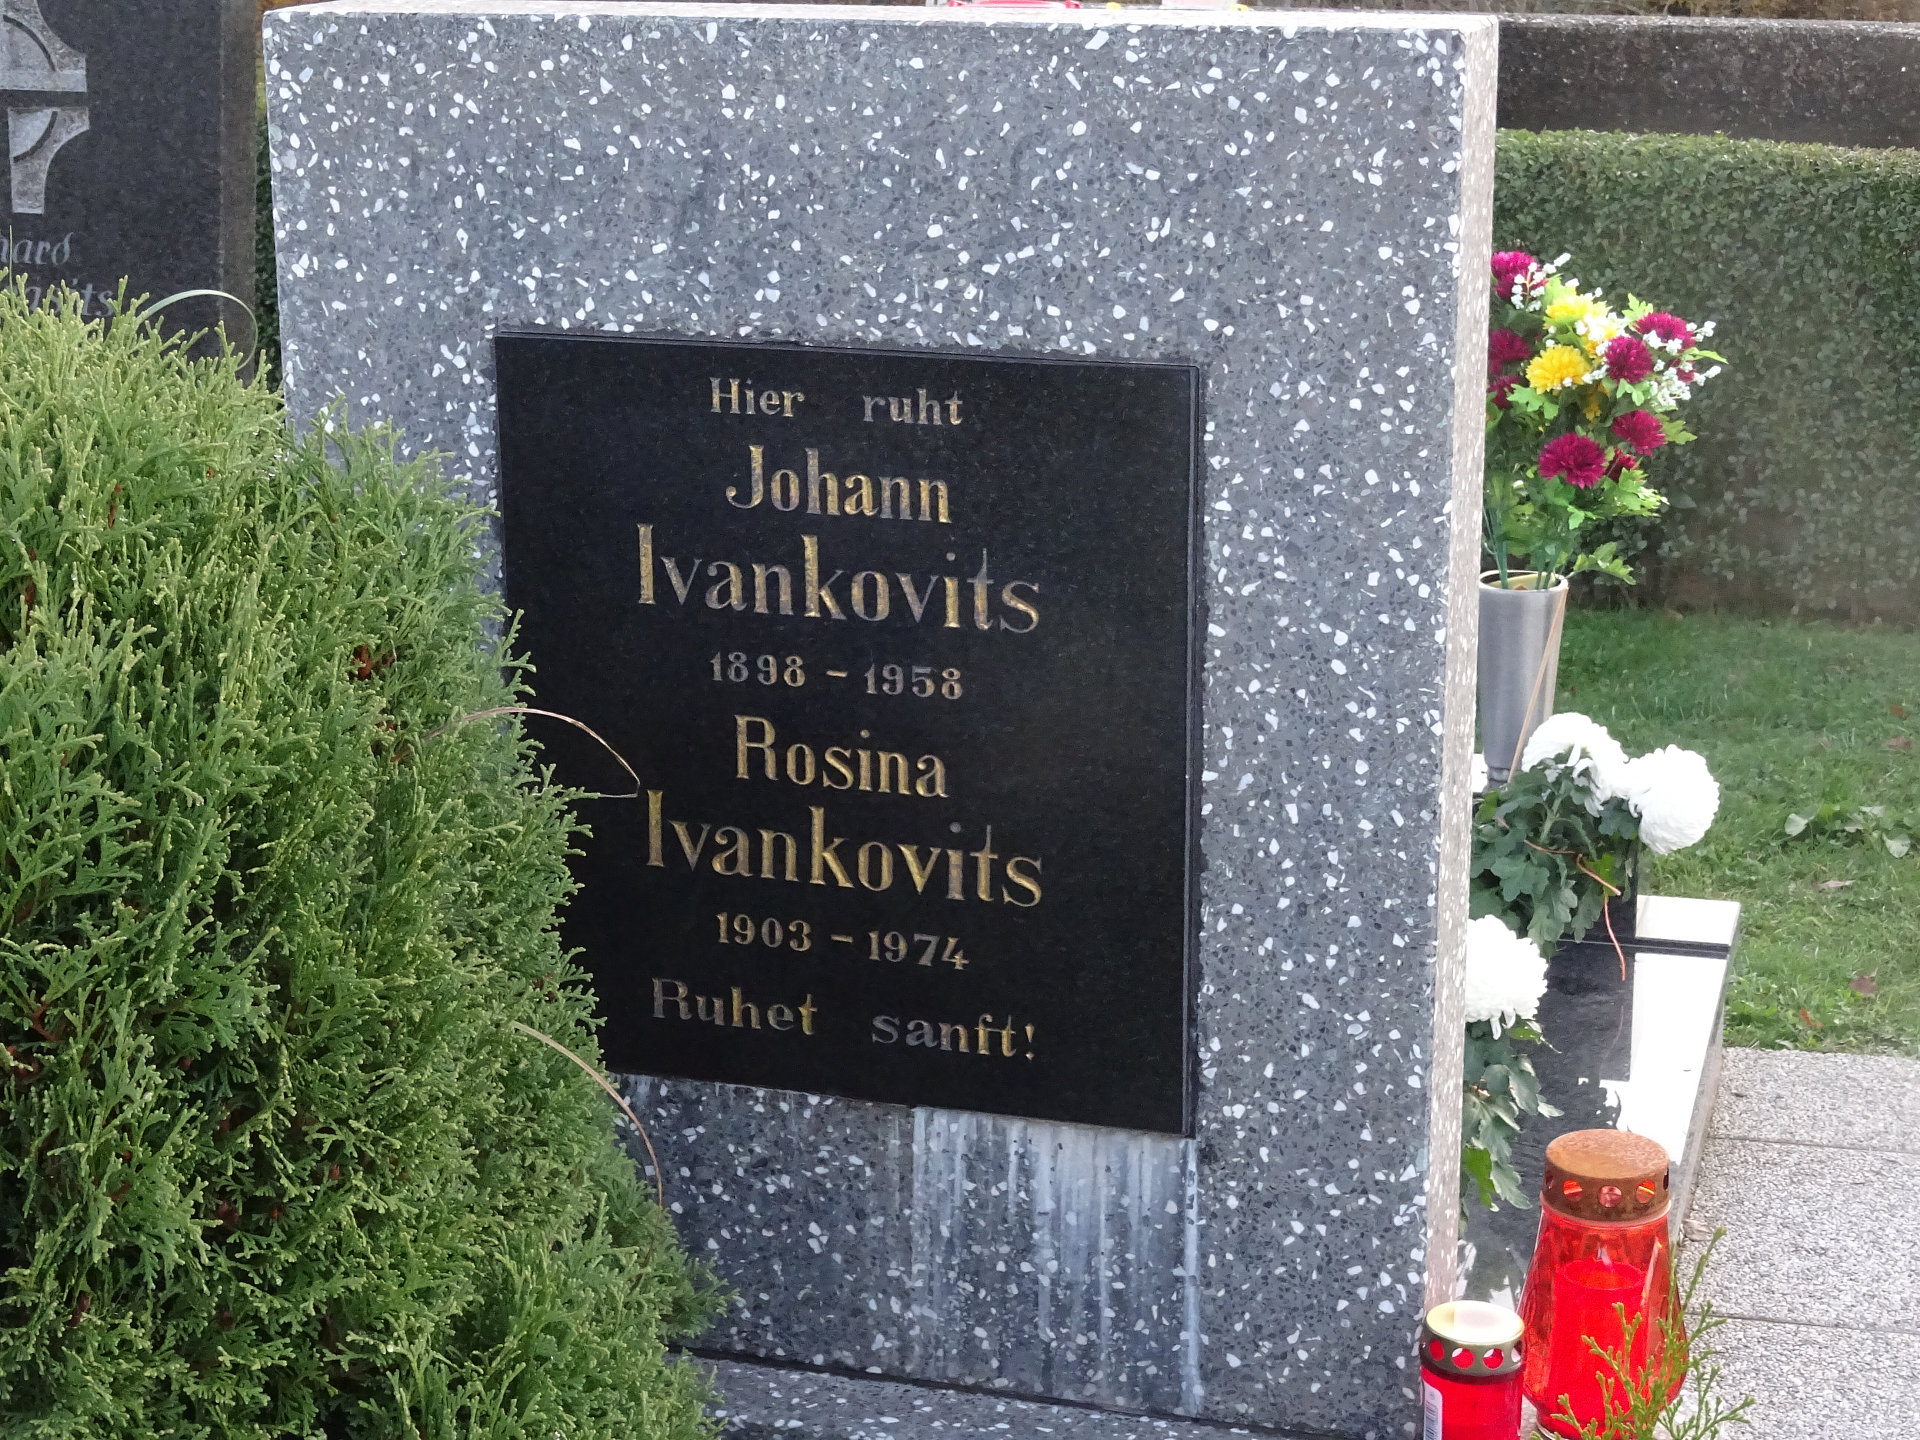 Hier ruht
Johann
Ivankovits
1898 - 1958
Rosina
Ivankovits
1903 - 1974
Ruhet sanft!